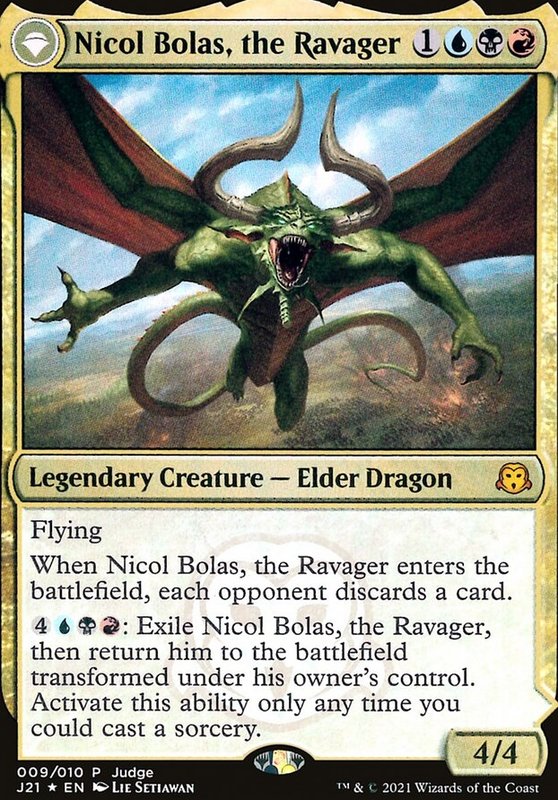 Nicol Bolas, the Ravager 1
Legendary Creature — Elder Dragon
Flying
When Nicol Bolas, the Ravager enters the
battlefield, each opponent discards a card.
4: Exile Nicol Bolas, the Ravager,
then return him to the battlefield
transformed under his owner's control.
Activate this ability only any time you
could cast a sorcery.
4/4
009/010 P Judge
J21 ★ EN Lie Setiawan
™ & © 2021 Wizards of the Coast